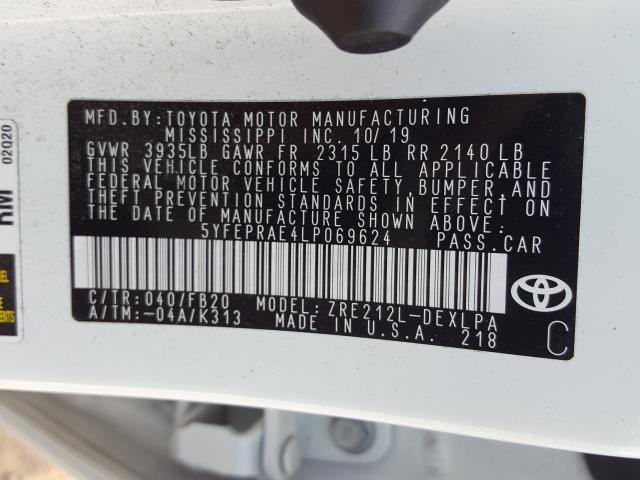 MFD. BY: TOYOTA MOTOR MANUFACTURING
MISSISSIPPI INC. 10/19
GVWR 3935LB GAWR FR 2315 LB RR 2140 LB
THIS VEHICLE CONFORMS TO ALL APPLICABLE
FEDERAL MOTOR VEHICLE SAFETY, BUMPER, AND
THEFT PREVENTION STANDARDS IN EFFECT ON
THE DATE OF MANUFACTURE SHOWN ABOVE:
5YFEPRAE4LP069624 PASS. CAR
C/TR: 040/FB20 MODEL: ZRE212L-DEXLPA
A/TM: -04A/K313 MADE IN U.S.A. 218
C
RM 02020